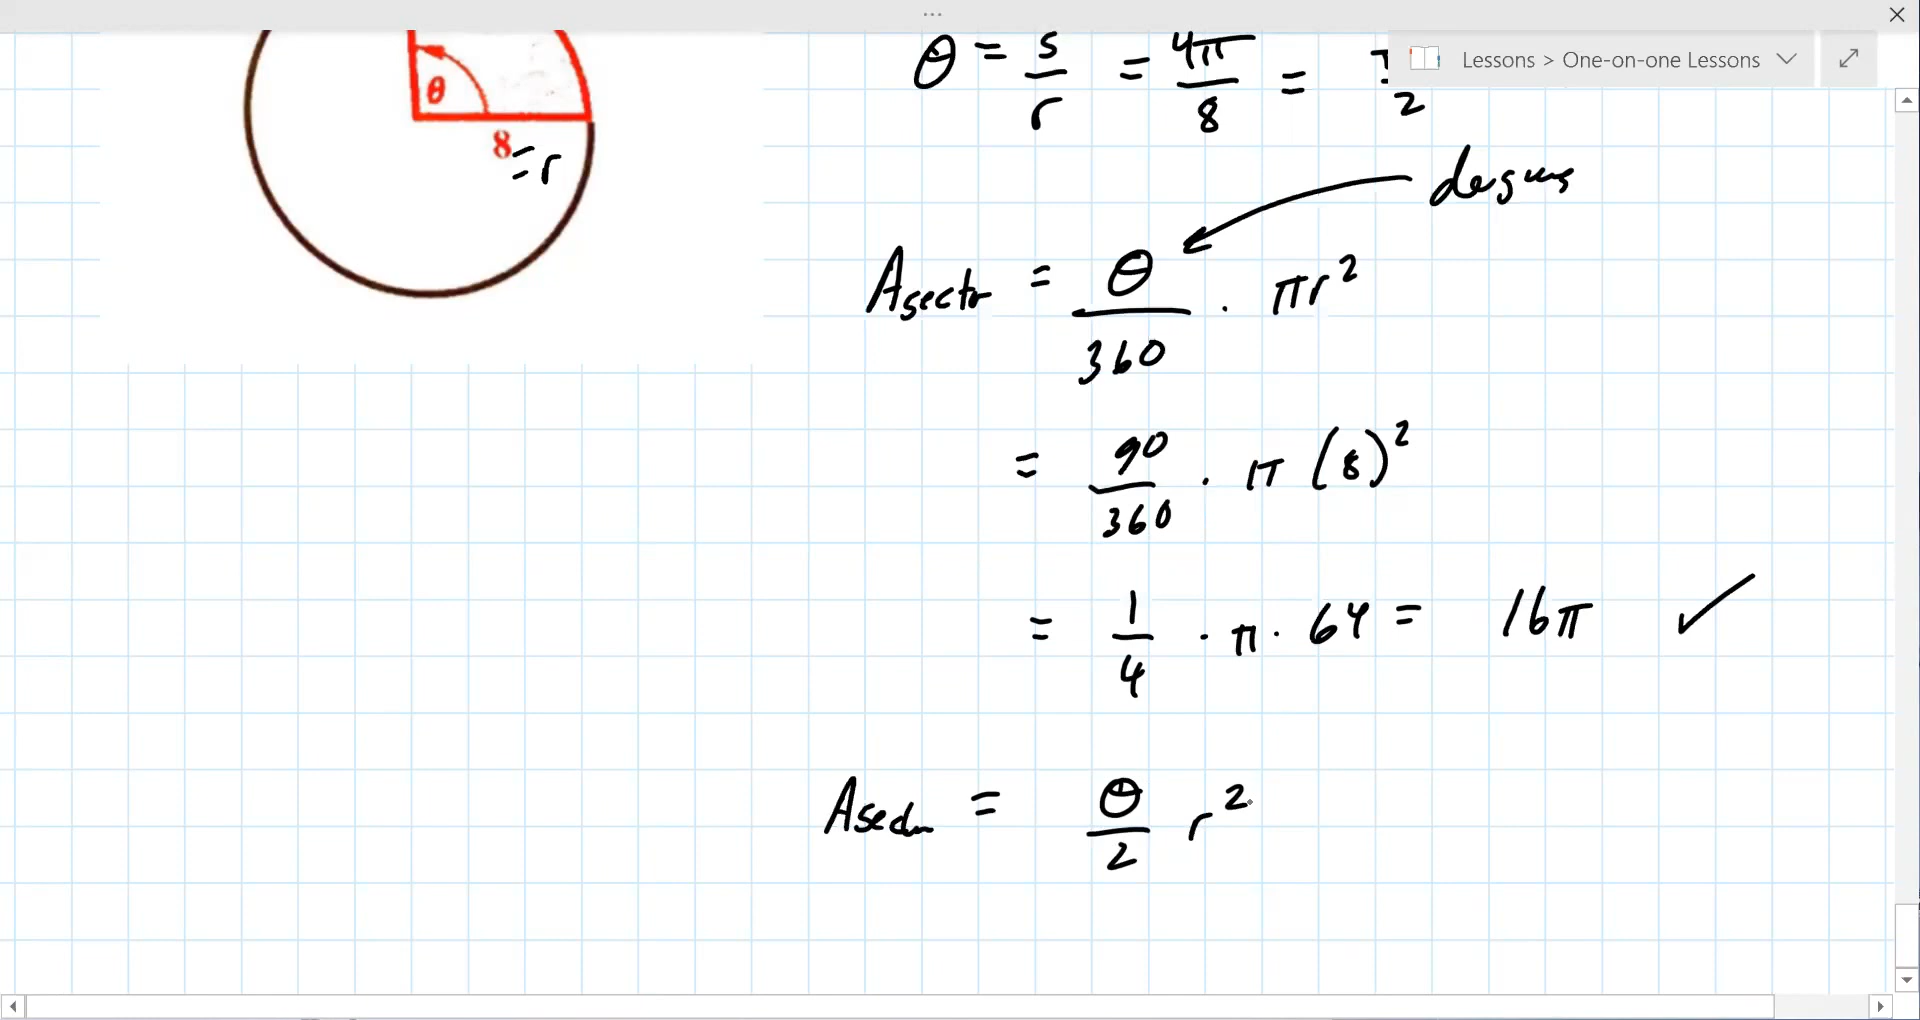 Lessons > One-on-one Lessons
θ
8 = r
θ = s/r = 4π/8 = π/2
degrees
Asector = θ/360 · πr²
= 90/360 · π (8)²
= 1/4 · π · 64 = 16π ✓
Asector = θ/2 r²